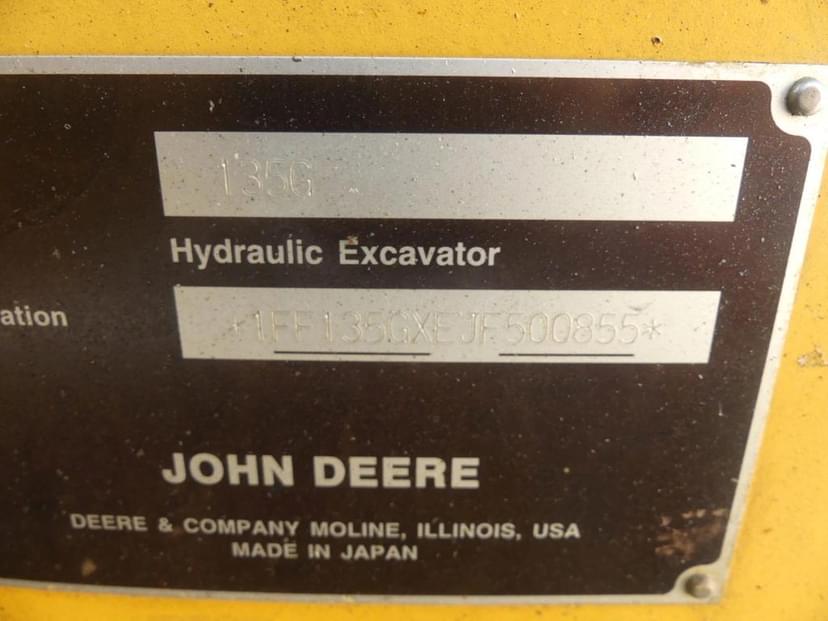 135G
Hydraulic Excavator
ation
*1FF135GXEJF500855*
JOHN DEERE
DEERE & COMPANY MOLINE, ILLINOIS, USA
MADE IN JAPAN